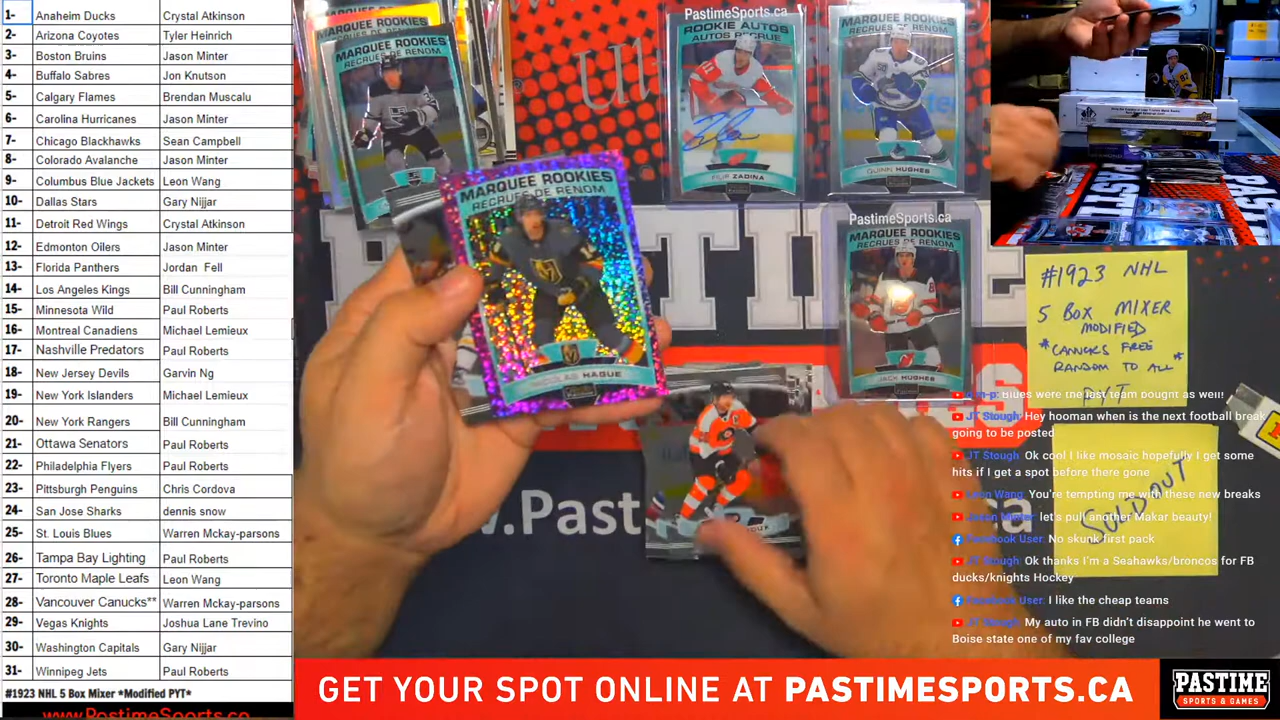 1- Anaheim Ducks Crystal Atkinson
2- Arizona Coyotes Tyler Heinrich
3- Boston Bruins Jason Minter
4- Buffalo Sabres Jon Knutson
5- Calgary Flames Brendan Muscalu
6- Carolina Hurricanes Jason Minter
7- Chicago Blackhawks Sean Campbell
8- Colorado Avalanche Jason Minter
9- Columbus Blue Jackets Leon Wang
10- Dallas Stars Gary Nijjar
11- Detroit Red Wings Crystal Atkinson
12- Edmonton Oilers Jason Minter
13- Florida Panthers Jordan Fell
14- Los Angeles Kings Bill Cunningham
15- Minnesota Wild Paul Roberts
16- Montreal Canadiens Michael Lemieux
17- Nashville Predators Paul Roberts
18- New Jersey Devils Garvin Ng
19- New York Islanders Michael Lemieux
20- New York Rangers Bill Cunningham
21- Ottawa Senators Paul Roberts
22- Philadelphia Flyers Paul Roberts
23- Pittsburgh Penguins Chris Cordova
24- San Jose Sharks dennis snow
25- St. Louis Blues Warren Mckay-parsons
26- Tampa Bay Lighting Paul Roberts
27- Toronto Maple Leafs Leon Wang
28- Vancouver Canucks** Warren Mckay-parsons
29- Vegas Knights Joshua Lane Trevino
30- Washington Capitals Gary Nijjar
31- Winnipeg Jets Paul Roberts
#1923 NHL 5 Box Mixer *Modified PYT*
www.PastimeSports.ca
MARQUEE ROOKIES
RECRUES DE RENOM
MARQUEE ROOKIES
RECRUES DE RENOM
HAGUE
PastimeSports.ca
ROOKIE AUTOS
AUTOS RECRUE
FILIP ZADINA
MARQUEE ROOKIES
RECRUES DE RENOM
QUINN HUGHES
PastimeSports.ca
MARQUEE ROOKIES
RECRUES DE RENOM
JACK HUGHES
#1923 NHL
5 BOX MIXER
MODIFIED
*CANUCKS FREE
RANDOM TO ALL*
PYT
SOLD OUT
www.Past
Blues were the last team bought as well!
JT Stough: Hey hooman when is the next football break
going to be posted
JT Stough: Ok cool I like mosaic hopefully I get some
hits if I get a spot before there gone
Leon Wang: You're tempting me with these new breaks
Jason Minter: let's pull another Makar beauty!
Facebook User: No skunk first pack
JT Stough: Ok thanks I'm a Seahawks/broncos for FB
ducks/knights Hockey
Facebook User: I like the cheap teams
JT Stough: My auto in FB didn't disappoint he went to
Boise state one of my fav college
GET YOUR SPOT ONLINE AT PASTIMESPORTS.CA
PASTIME
SPORTS & GAMES